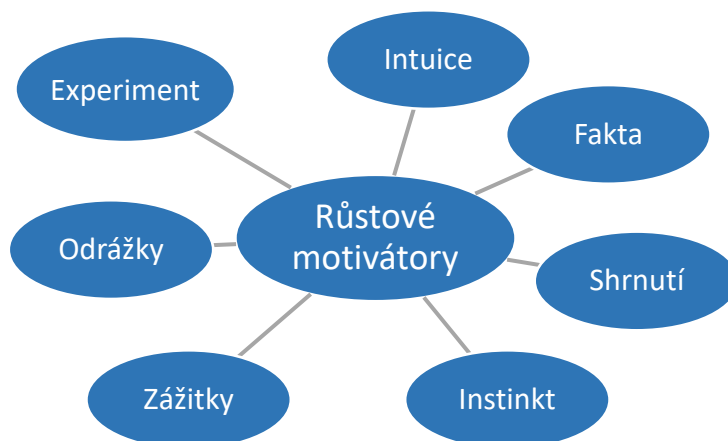 Intuice
Experiment
Fakta
Růstové
motivátory
Odrážky
Shrnutí
Zážitky
Instinkt